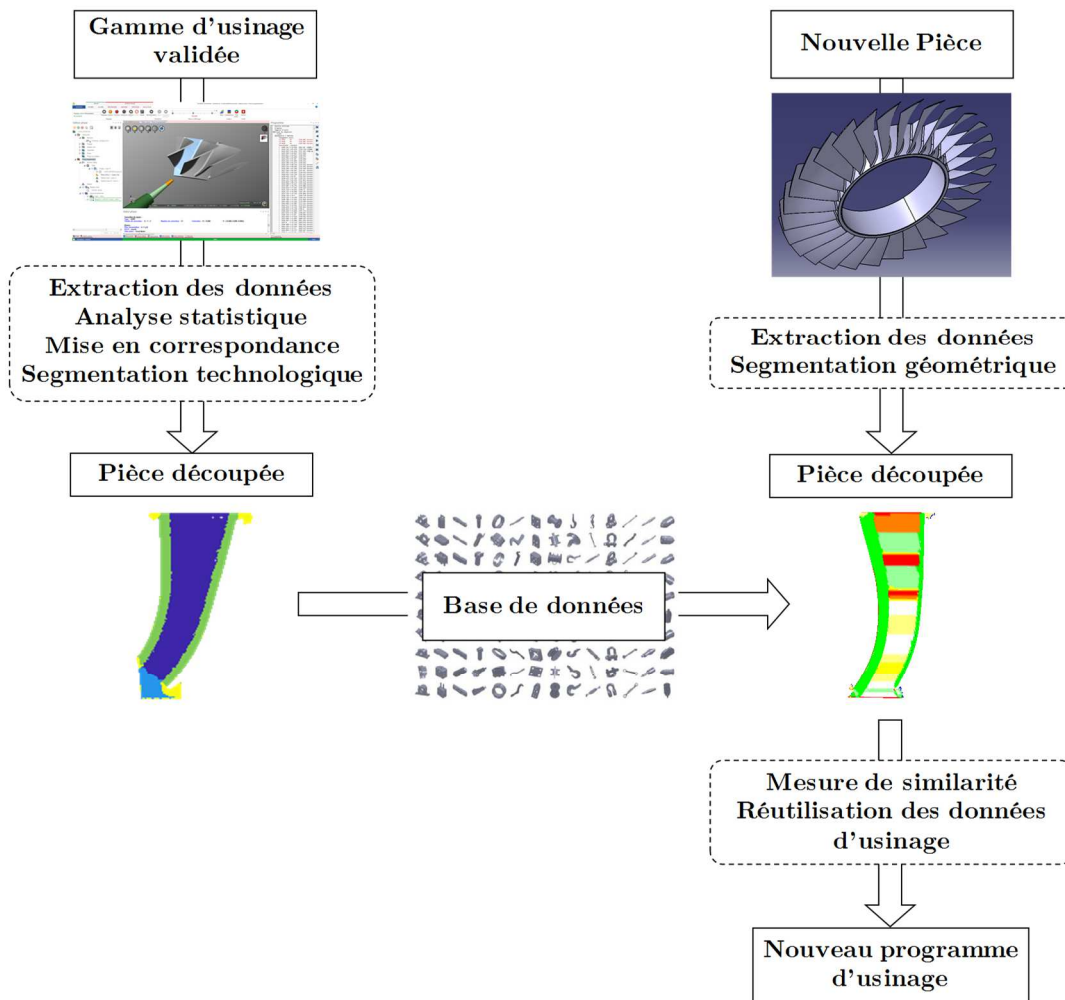 Gamme d'usinage
validée
Extraction des données
Analyse statistique
Mise en correspondance
Segmentation technologique
Pièce découpée
Base de données
Nouvelle Pièce
Extraction des données
Segmentation géométrique
Pièce découpée
Mesure de similarité
Réutilisation des données
d'usinage
Nouveau programme
d'usinage